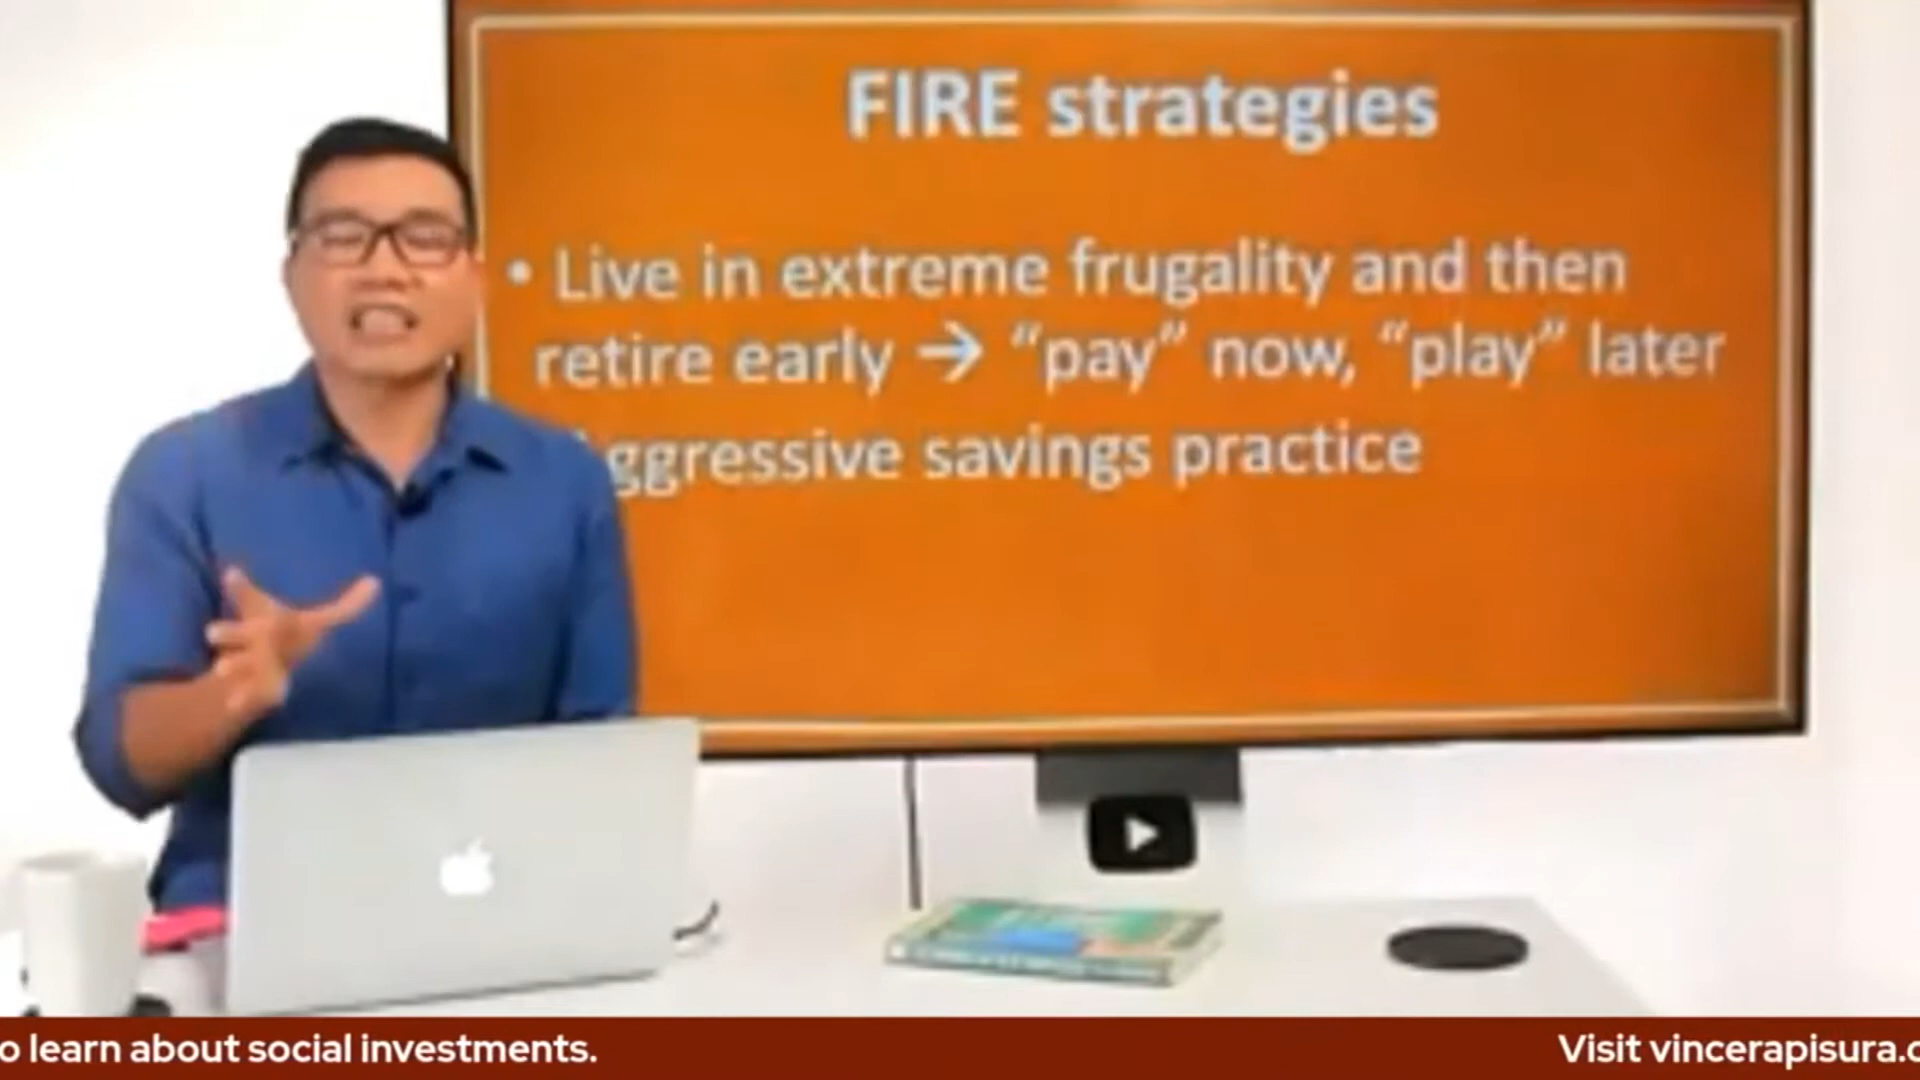 FIRE strategies
• Live in extreme frugality and then
retire early → “pay” now, “play” later
ggressive savings practice
o learn about social investments.
Visit vincerapisura.c